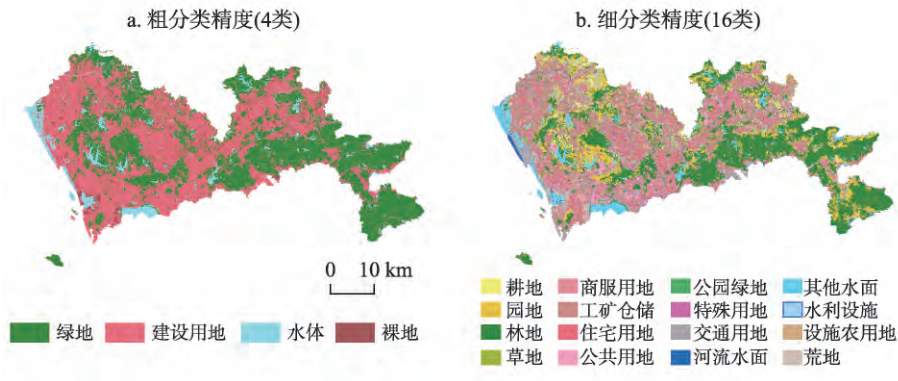 a. 粗分类精度(4类)
b. 细分类精度(16类)
0 10 km
绿地 建设用地 水体 裸地
耕地 商服用地 公园绿地 其他水面
园地 工矿仓储 特殊用地 水利设施
林地 住宅用地 交通用地 设施农用地
草地 公共用地 河流水面 荒地